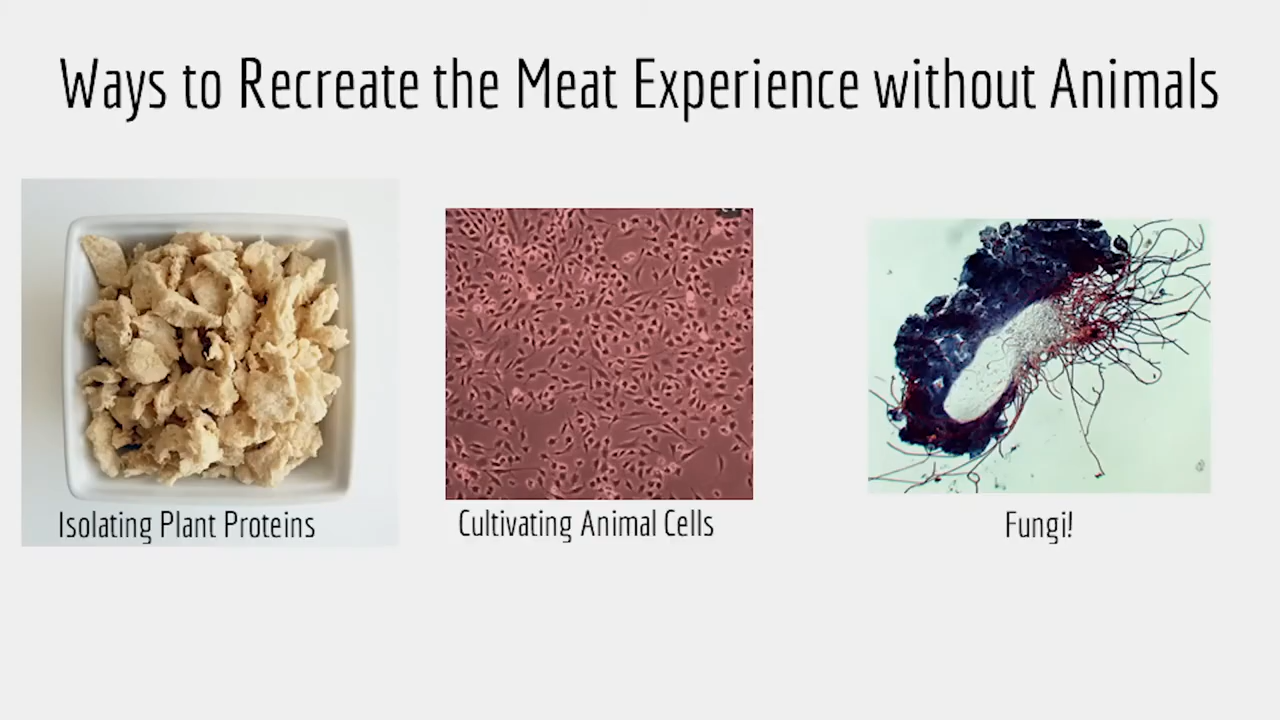 Ways to Recreate the Meat Experience without Animals
Isolating Plant Proteins
Cultivating Animal Cells
Fungi!